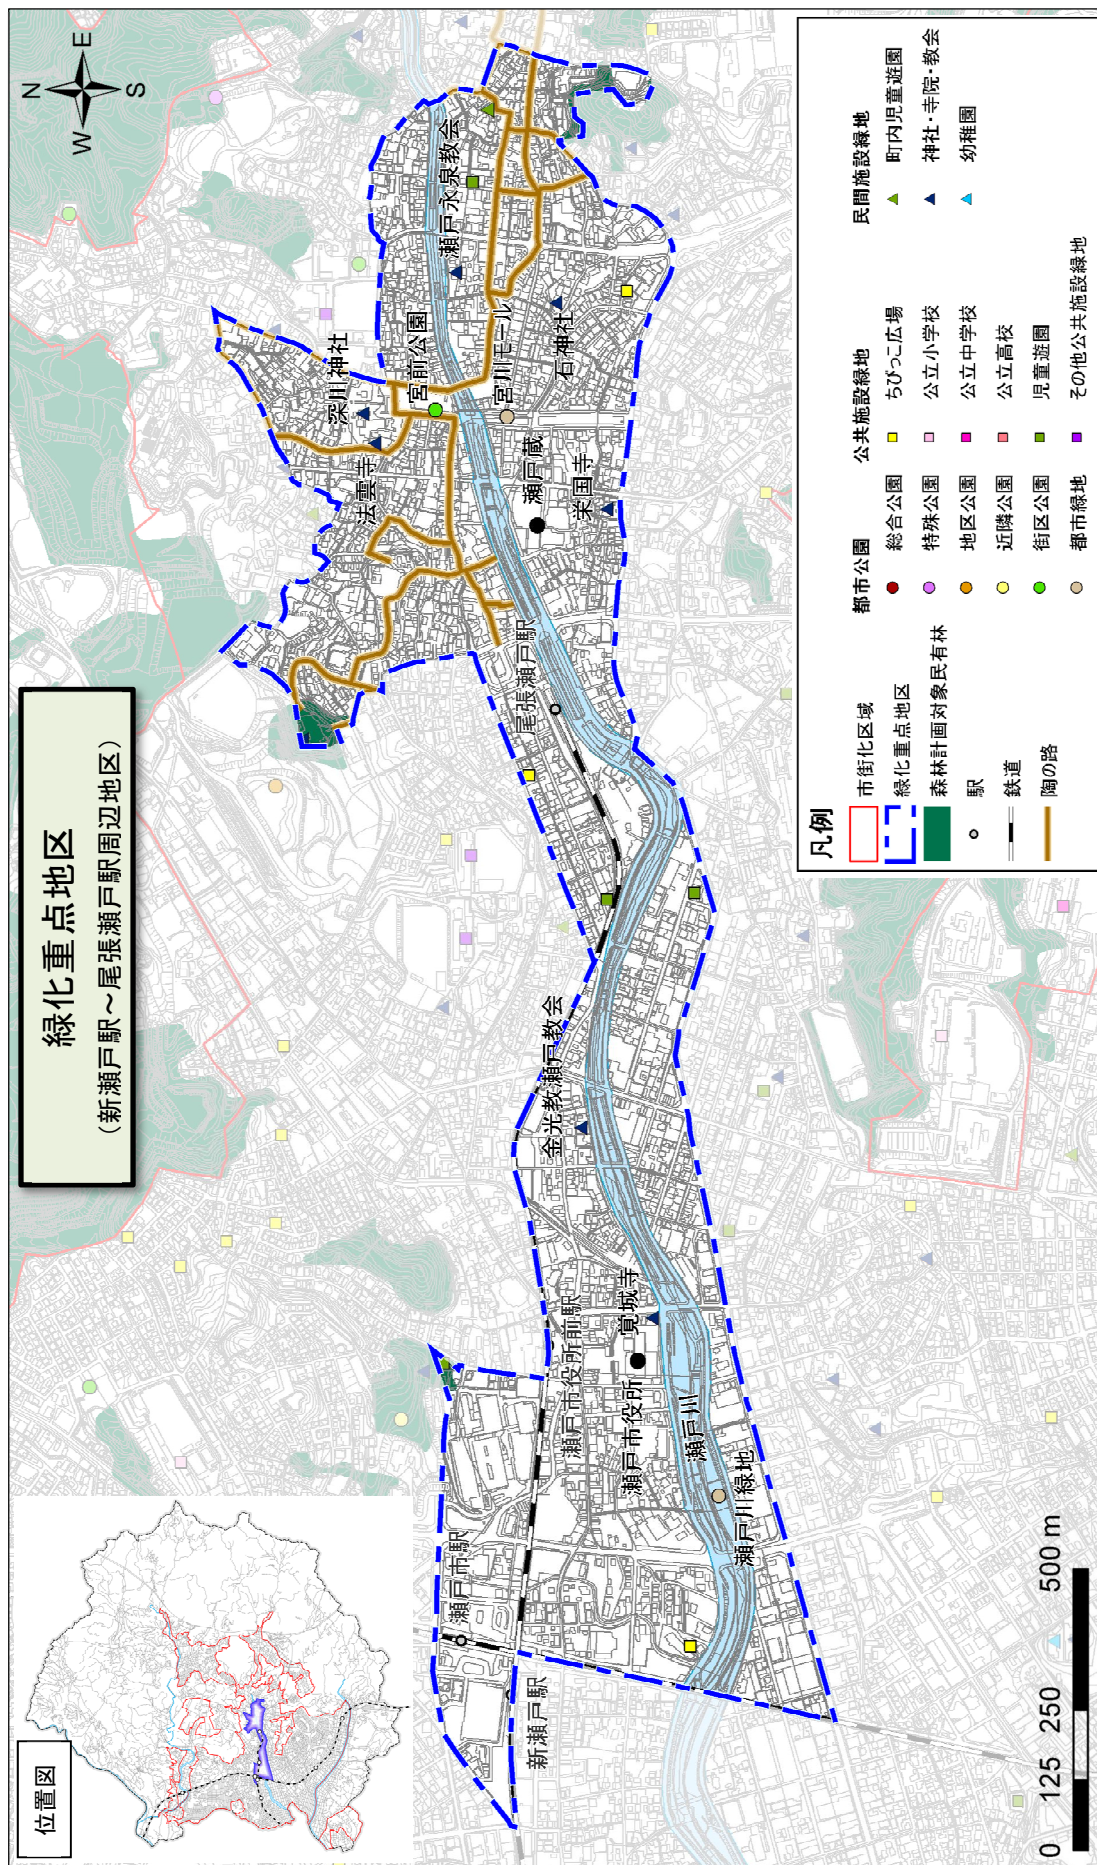 緑化重点地区
（新瀬戸駅～尾張瀬戸駅周辺地区）
位置図
N
W
E
S
深川神社
法雲寺
宮前公園
瀬戸永泉教会
宮川モール
石神社
瀬戸蔵
栄国寺
尾張瀬戸駅
金光教瀬戸教会
瀬戸市役所前駅
覚城寺
瀬戸市役所
瀬戸川
瀬戸川緑地
瀬戸市駅
新瀬戸駅
0 125 250 500 m
凡例
市街化区域
緑化重点地区
森林計画対象民有林
駅
鉄道
陶の路
都市公園
総合公園
特殊公園
地区公園
近隣公園
街区公園
都市緑地
公共施設緑地
ちびっこ広場
公立小学校
公立中学校
公立高校
児童遊園
その他公共施設緑地
民間施設緑地
町内児童遊園
神社・寺院・教会
幼稚園